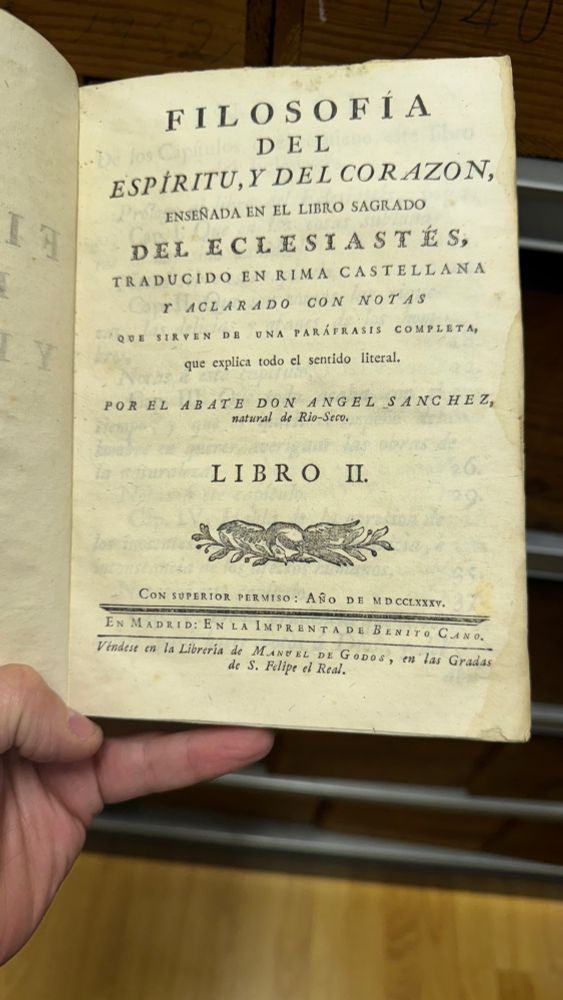 1940
FILOSOFÍA
DEL
ESPÍRITU, Y DEL CORAZON,
ENSEÑADA EN EL LIBRO SAGRADO
DEL ECLESIASTÉS,
TRADUCIDO EN RIMA CASTELLANA
Y ACLARADO CON NOTAS
QUE SIRVEN DE UNA PARÁFRASIS COMPLETA,
que explica todo el sentido literal.
POR EL ABATE DON ANGEL SANCHEZ,
natural de Rio-Seco.
LIBRO II.
CON SUPERIOR PERMISO: AÑO DE MDCCLXXXV.
EN MADRID: EN LA IMPRENTA DE BENITO CANO.
Véndese en la Librería de MANUEL DE GODOS, en las Gradas
de S. Felipe el Real.